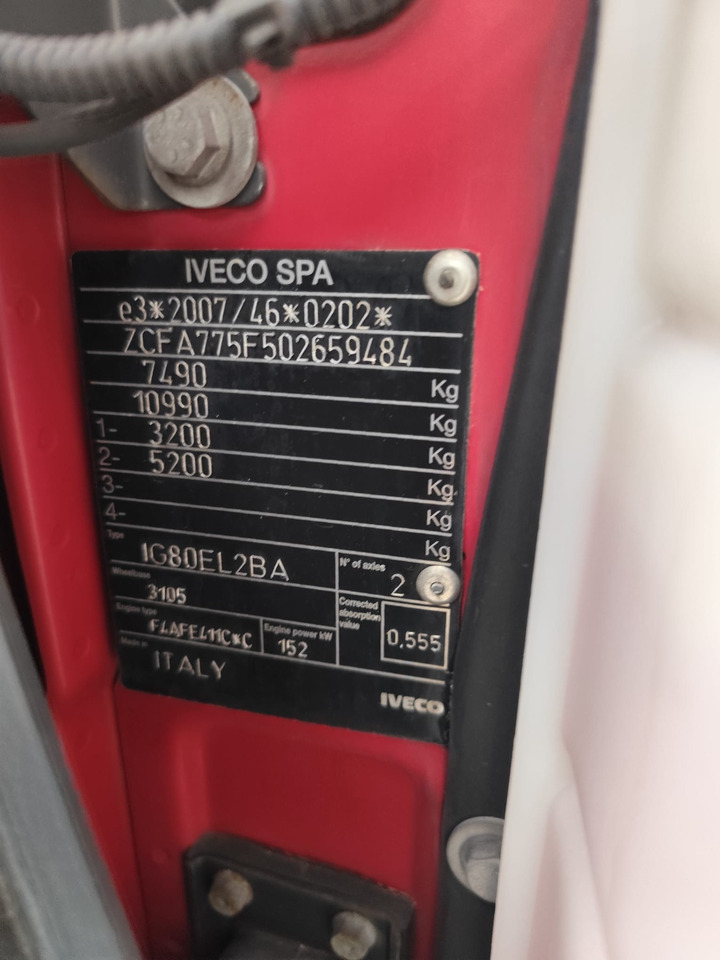 IVECO SPA
e3*2007/46*0202*
ZCFA775F502659484
7490 Kg
10990 Kg
1- 3200 Kg
2- 5200 Kg
3- Kg
4- Kg
Type
IG80EL2BA
N° of axles
2
Wheelbase
3105
Corrected absorption value
0.555
Engine type
F4AFE411C*C
Engine power kW
152
Made in
ITALY
IVECO